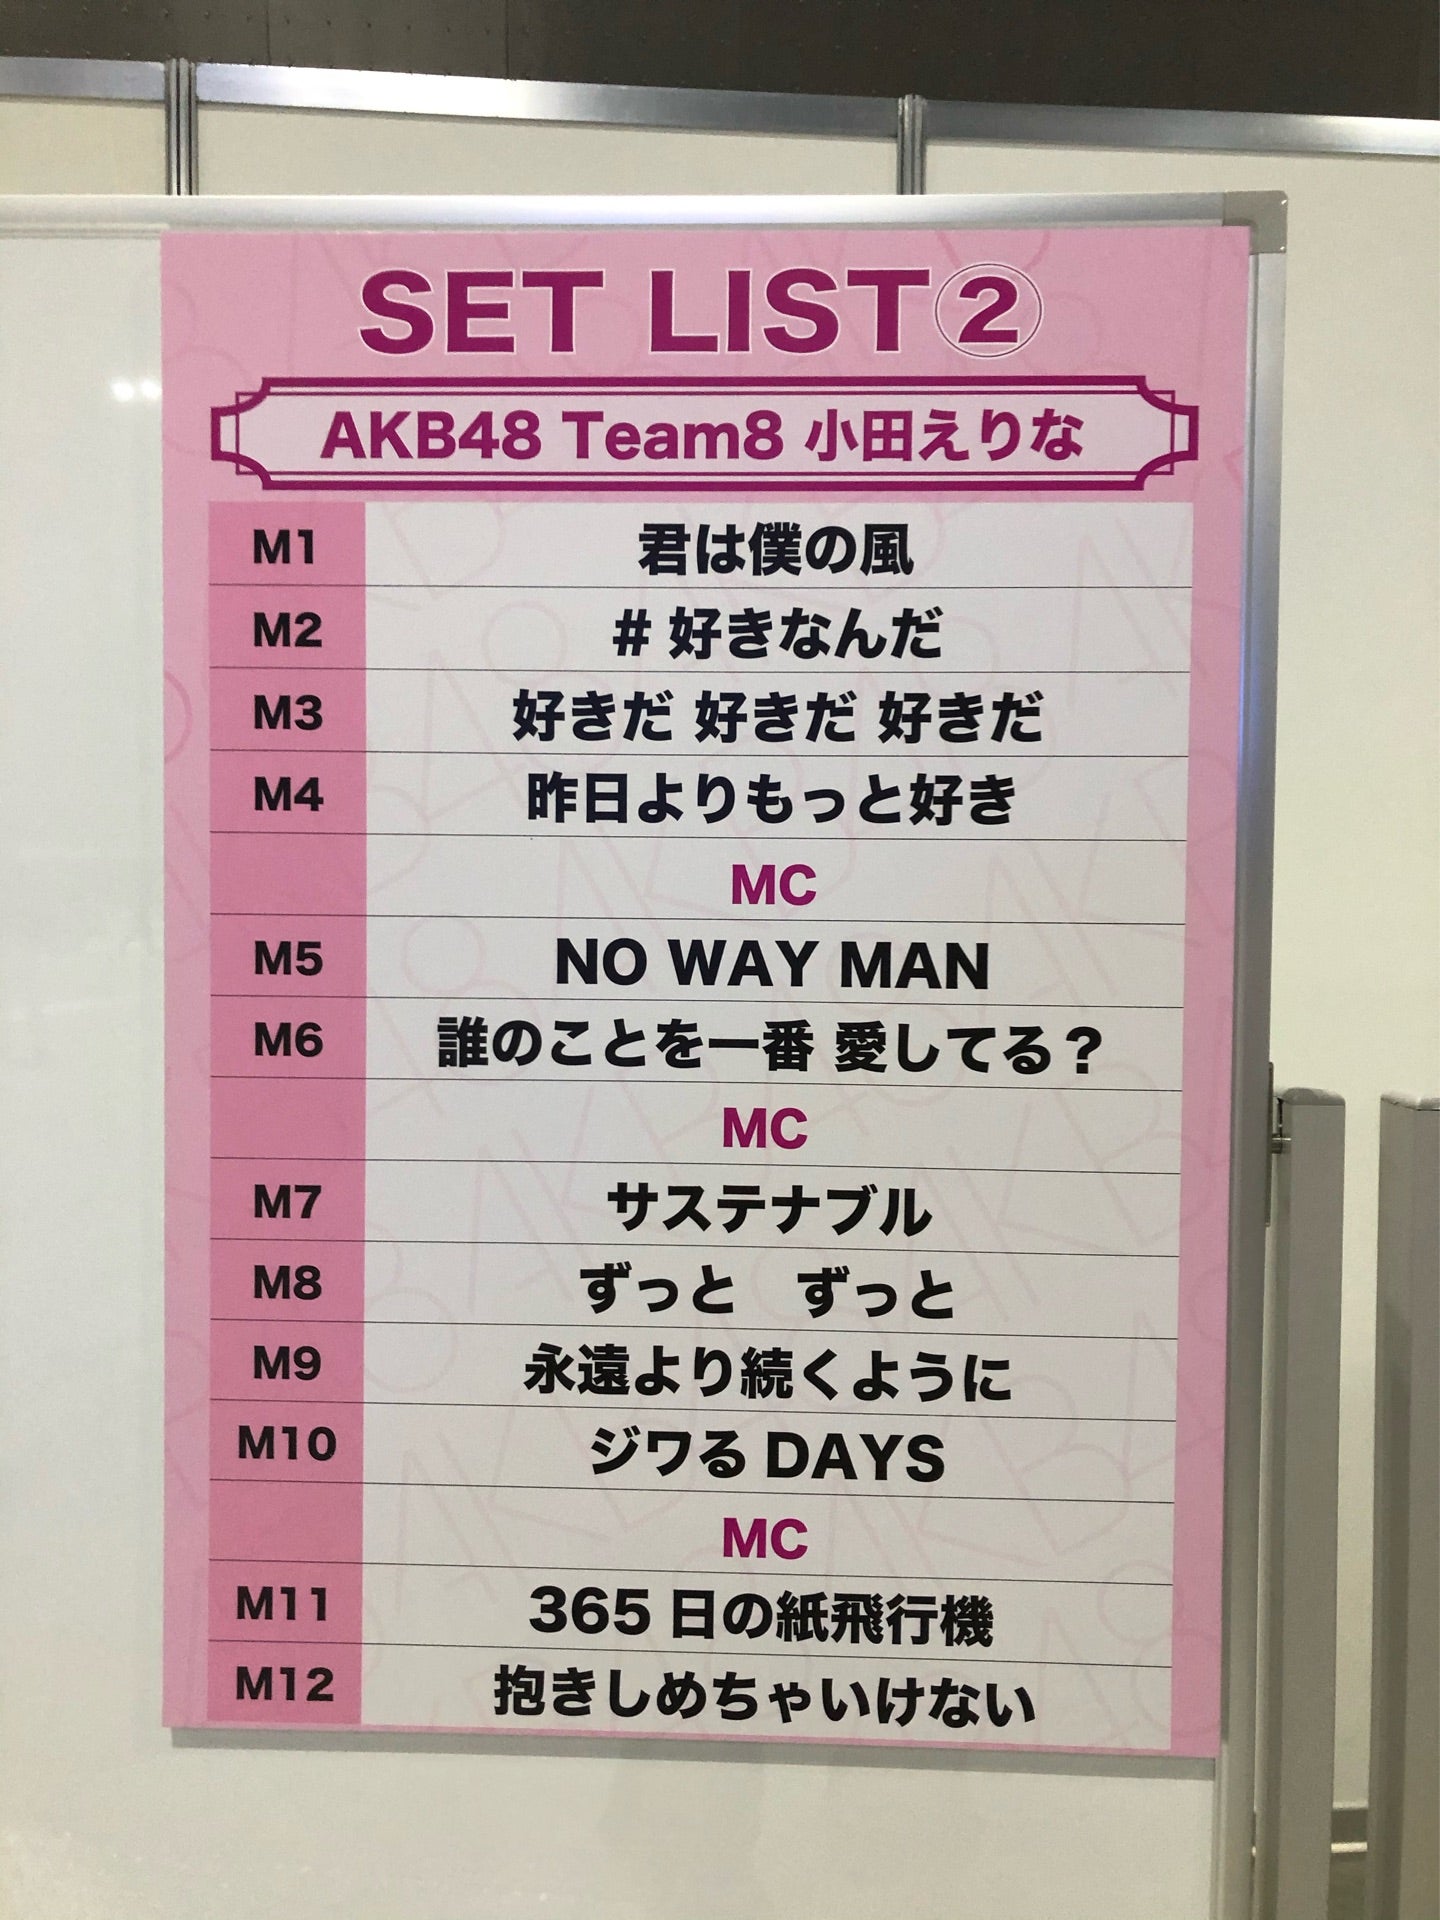 SET LIST②
AKB48 Team8 小田えりな
M1 君は僕の風
M2 #好きなんだ
M3 好きだ 好きだ 好きだ
M4 昨日よりもっと好き
MC
M5 NO WAY MAN
M6 誰のことを一番 愛してる？
MC
M7 サステナブル
M8 ずっと　ずっと
M9 永遠より続くように
M10 ジワるDAYS
MC
M11 365日の紙飛行機
M12 抱きしめちゃいけない